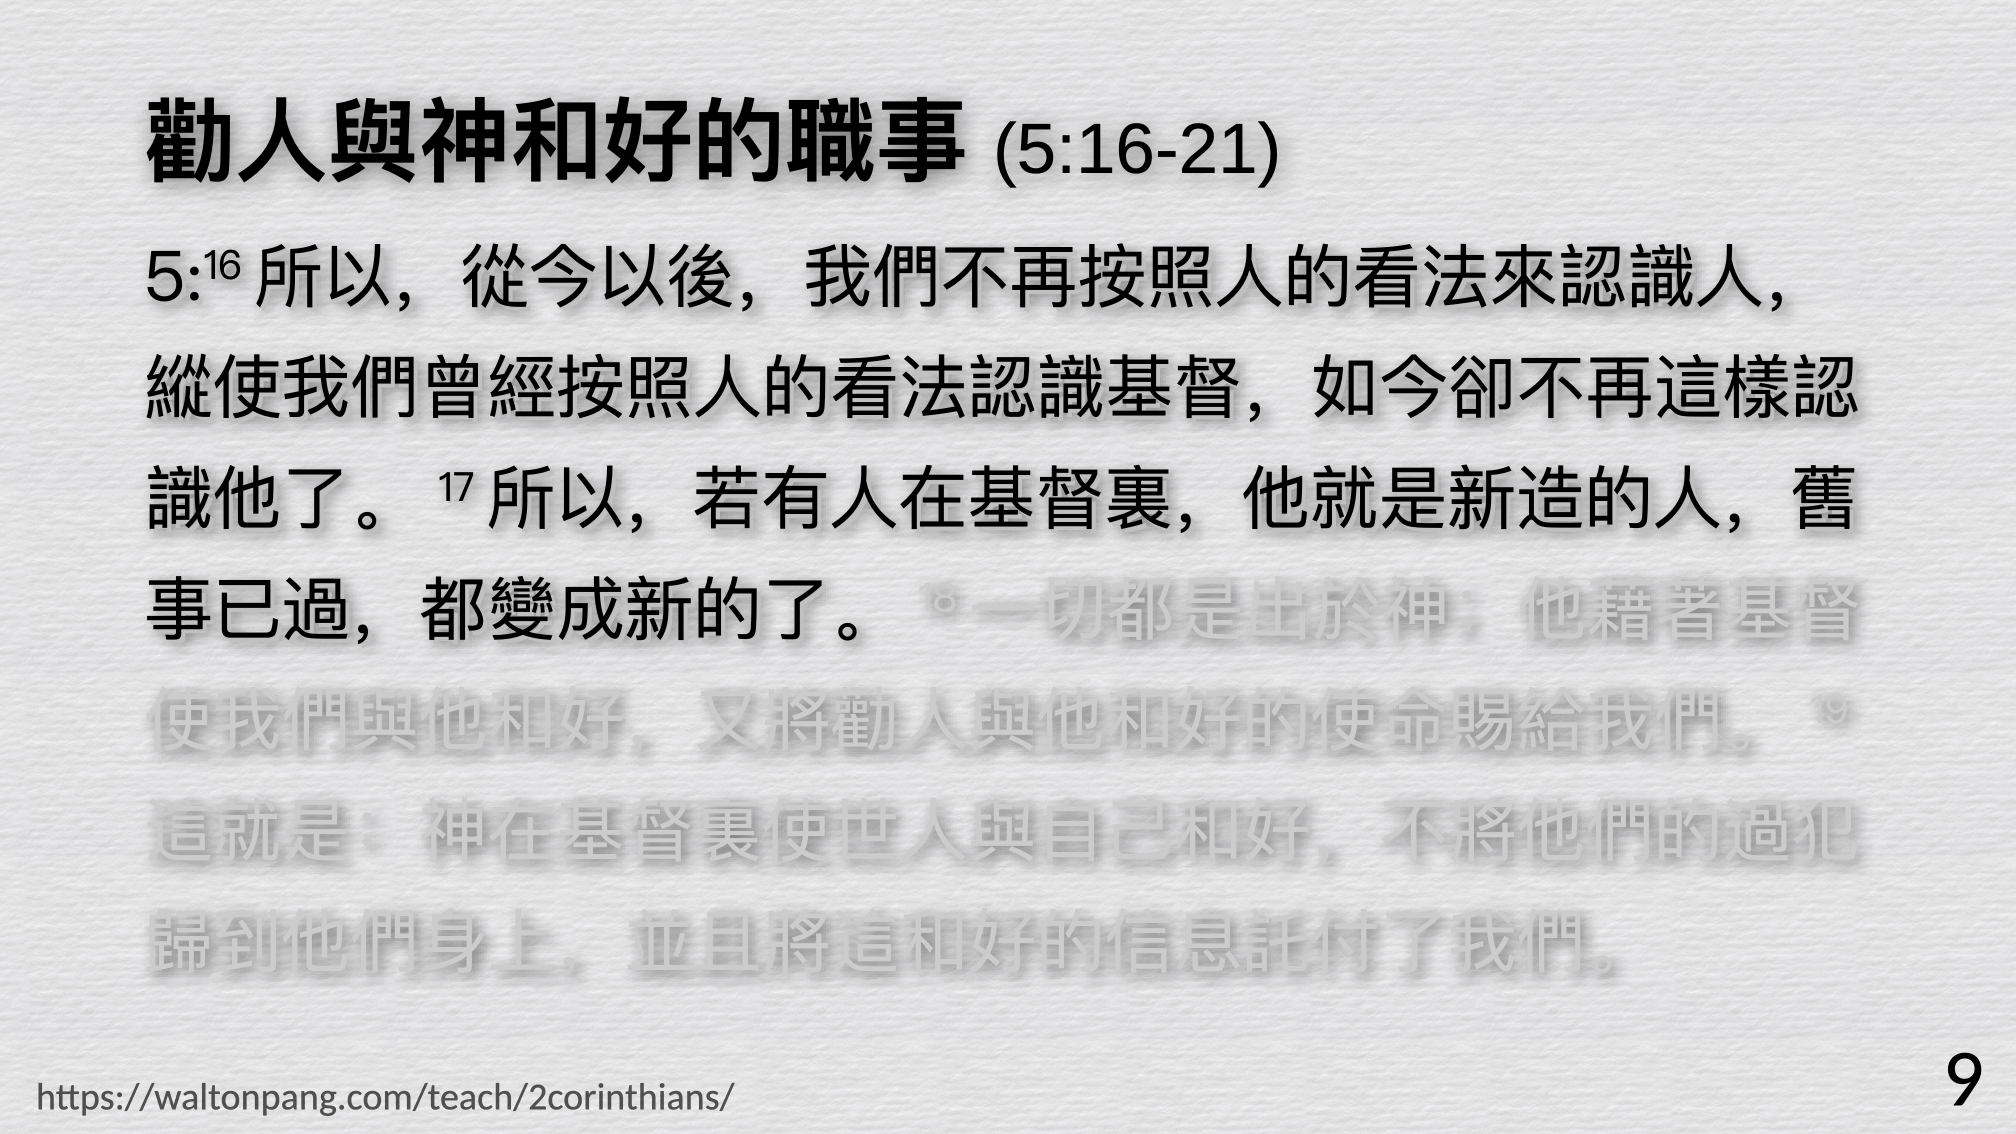 勸人與神和好的職事 (5:16-21)
5:16 所以，從今以後，我們不再按照人的看法來認識人，
縱使我們曾經按照人的看法認識基督，如今卻不再這樣認
識他了。 17 所以，若有人在基督裏，他就是新造的人，舊
事已過，都變成新的了。 18 一切都是出於神；他藉著基督
使我們與他和好，又將勸人與他和好的使命賜給我們。 19
這就是：神在基督裏使世人與自己和好，不將他們的過犯
歸到他們身上，並且將這和好的信息託付了我們。
https://waltonpang.com/teach/2corinthians/
9